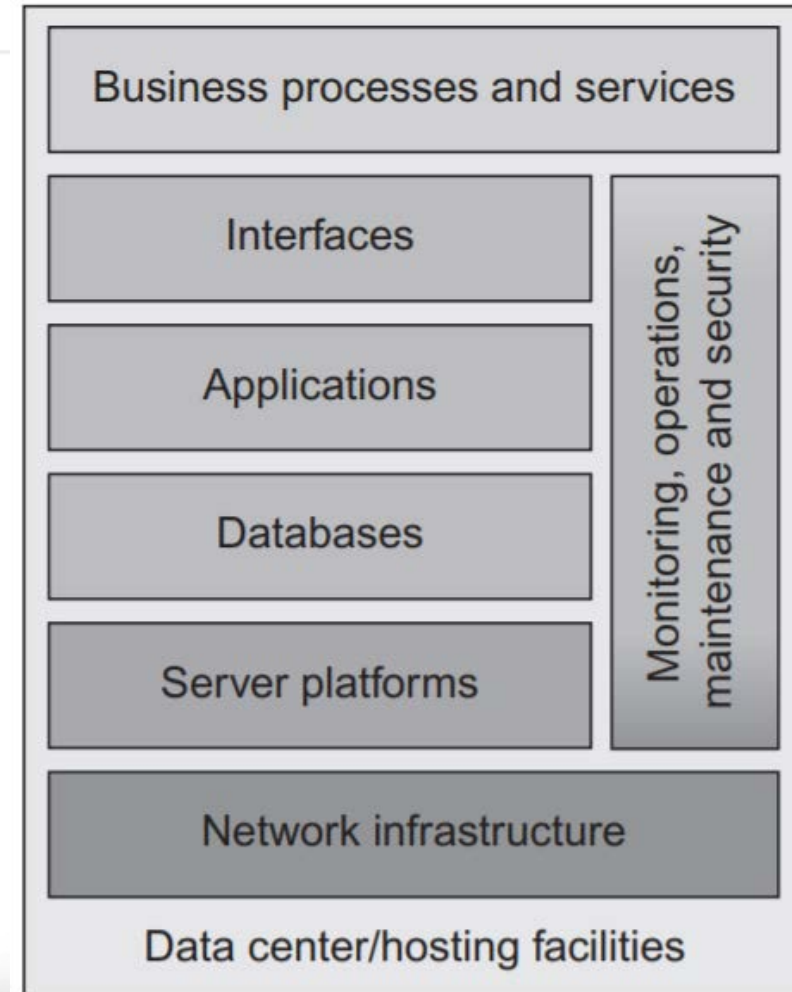 Business processes and services
Interfaces
Applications
Databases
Server platforms
Monitoring, operations,
maintenance and security
Network infrastructure
Data center/hosting facilities